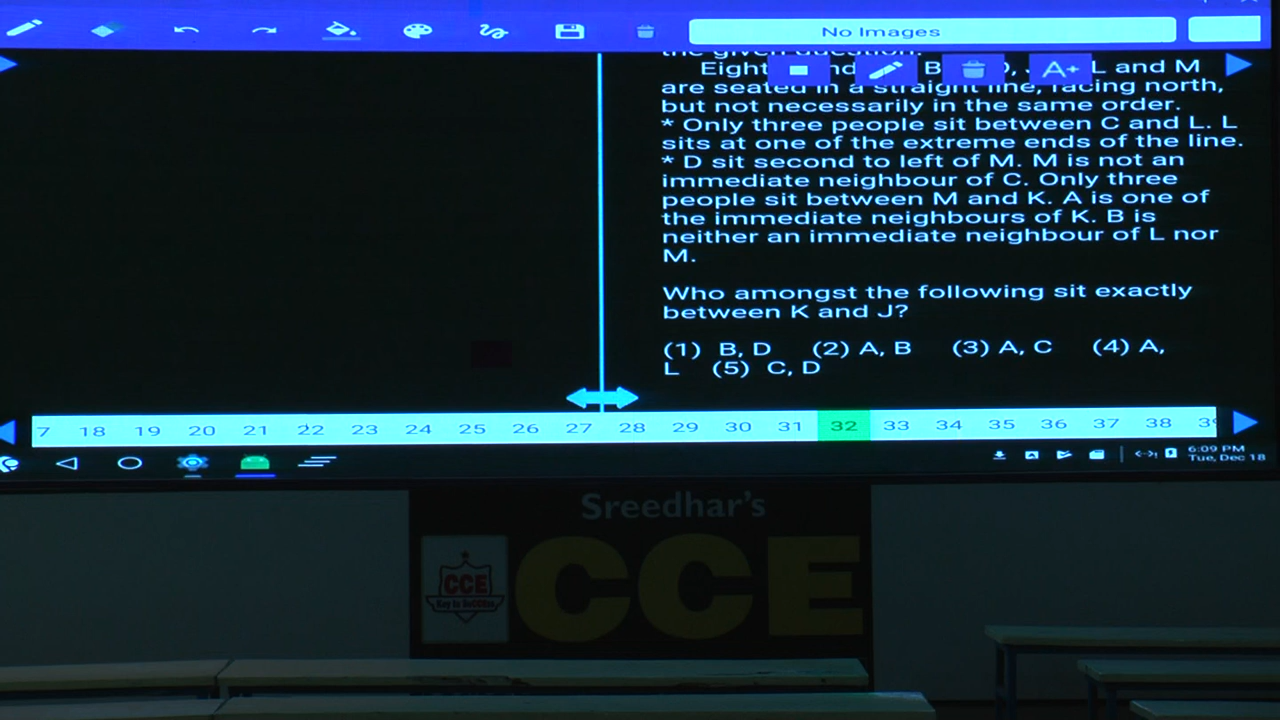 No Images
the given question.
Eight B D, L and M
are seated in a straight line, facing north,
but not necessarily in the same order.
* Only three people sit between C and L. L
sits at one of the extreme ends of the line.
* D sit second to left of M. M is not an
immediate neighbour of C. Only three
people sit between M and K. A is one of
the immediate neighbours of K. B is
neither an immediate neighbour of L nor
M.
Who amongst the following sit exactly
between K and J?
(1) B, D (2) A, B (3) A, C (4) A,
L (5) C, D
A+
7 18 19 20 21 22 23 24 25 26 27 28 29 30 31 32 33 34 35 36 37 38 39
6:09 PM
Tue, Dec 18
Sreedhar's
CCE
CCE